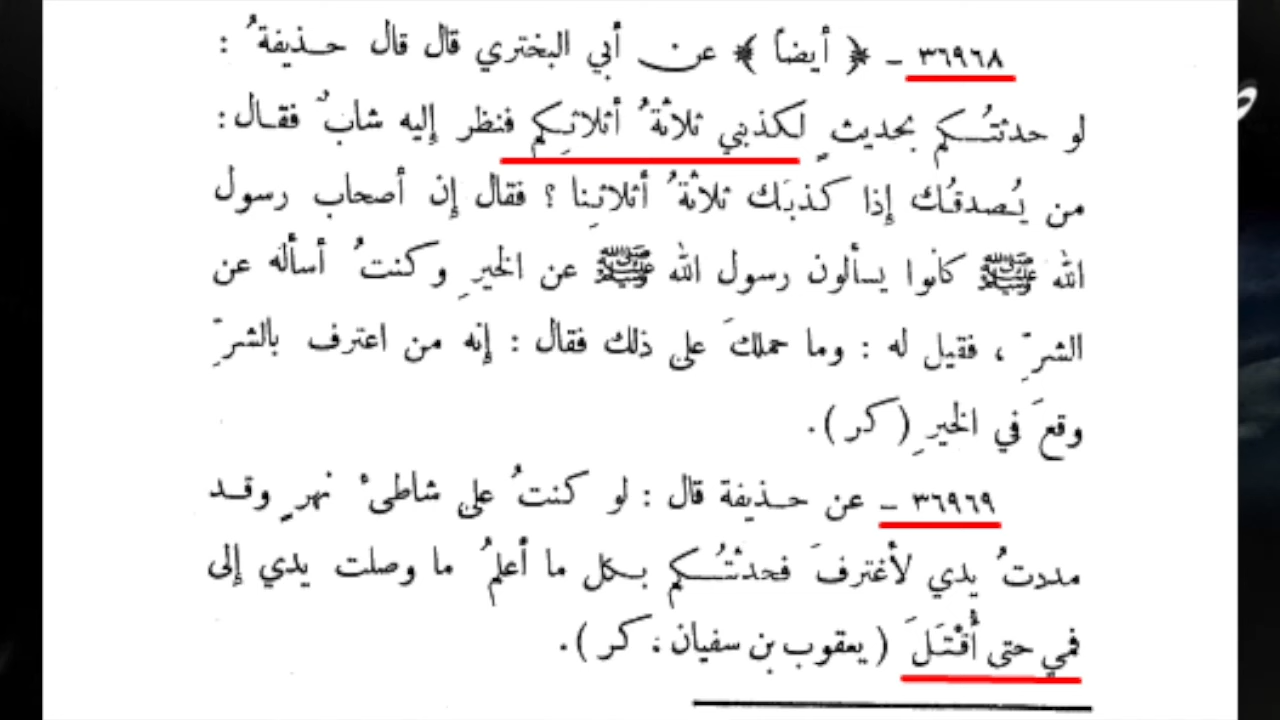 ٣٦٩٦٨ - ﴿ أيضاً ﴾ عن أبي البختري قال قال حذيفةُ :
لو حدثتُكم بحديثٍ لكذبني ثلاثةُ أثلاثِكم فنظر إليه شابٌ فقال :
من يُصدقُك إذا كذبَك ثلاثةُ أثلاثِنا ؟ فقال إن أصحاب رسول
الله ﷺ كانوا يسألون رسول الله ﷺ عن الخيرِ وكنتُ أسأله عن
الشرِّ ، فقيل له : وما حملكَ على ذلك فقال : إنه من اعترف بالشرِّ
وقعَ في الخيرِ (كر).
٣٦٩٦٩ - عن حذيفة قال : لو كنتُ على شاطىْ نهرٍ وقد
مددتُ يدي لأغترفَ فحدثتُكم بكل ما أعلمُ ما وصلت يدي إلى
فمي حتى أُقْتَلَ ( يعقوب بن سفيان ، كر ).